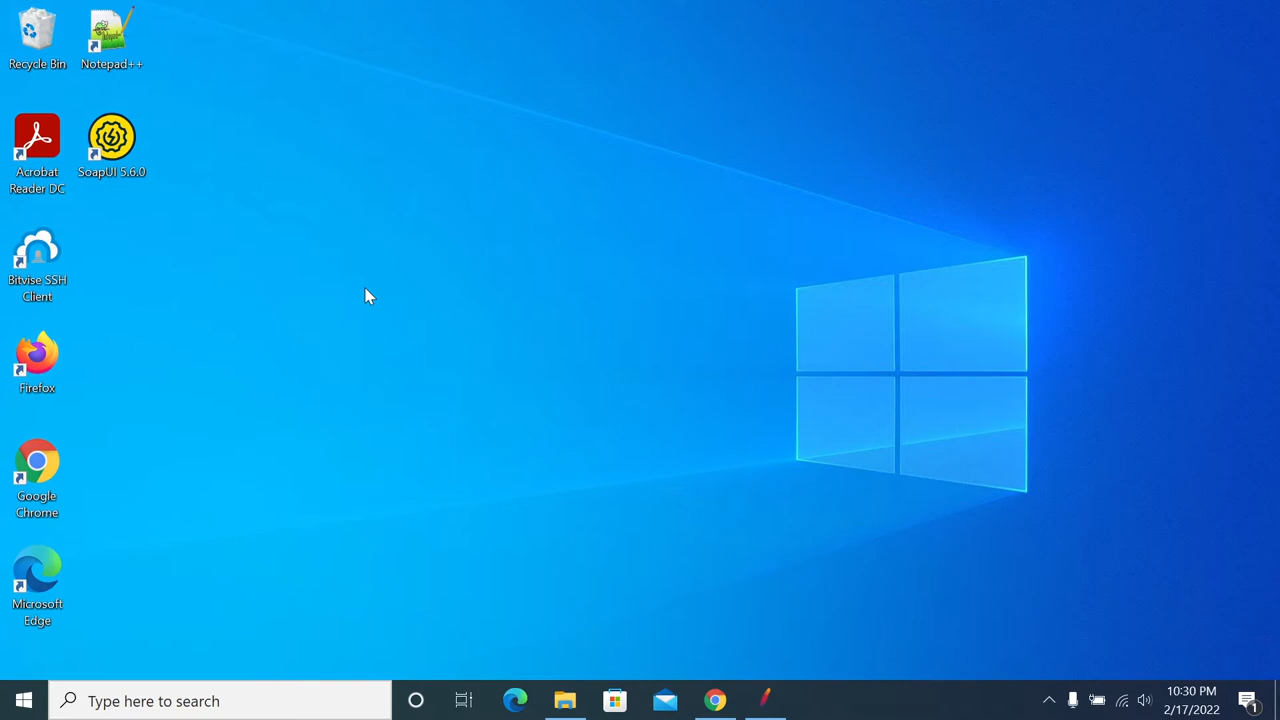 Recycle Bin
Notepad++
Acrobat
Reader DC
SoapUI 5.6.0
Bitvise SSH
Client
Firefox
Google
Chrome
Microsoft
Edge
Type here to search
10:30 PM
2/17/2022
1